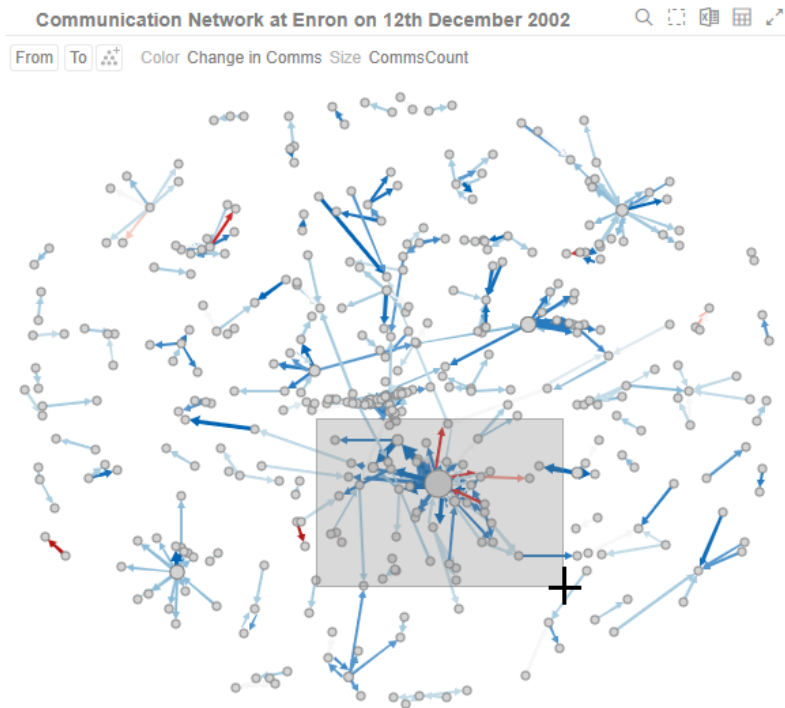 Communication Network at Enron on 12th December 2002
From To Color Change in Comms Size CommsCount